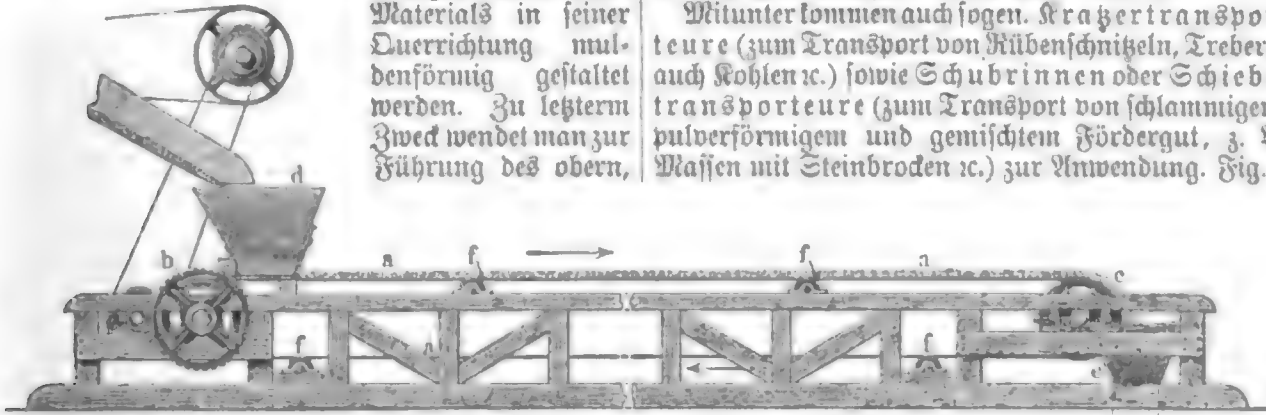 Materials in seiner
Querrichtung mul-
denförmig gestaltet
werden. Zu letzterm
Zweck wendet man zur
Führung des obern,
Mitunter kommen auch sogen. Kratzertranspo
teure (zum Transport von Rübenschnitzeln, Treber
auch Kohlen ꝛc.) sowie Schubrinnen oder Schieb
transporteure (zum Transport von schlammigen
pulverförmigem und gemischtem Fördergut, z. B
Massen mit Steinbrocken ꝛc.) zur Anwendung. Fig.
d
b a f f a c
f f
e